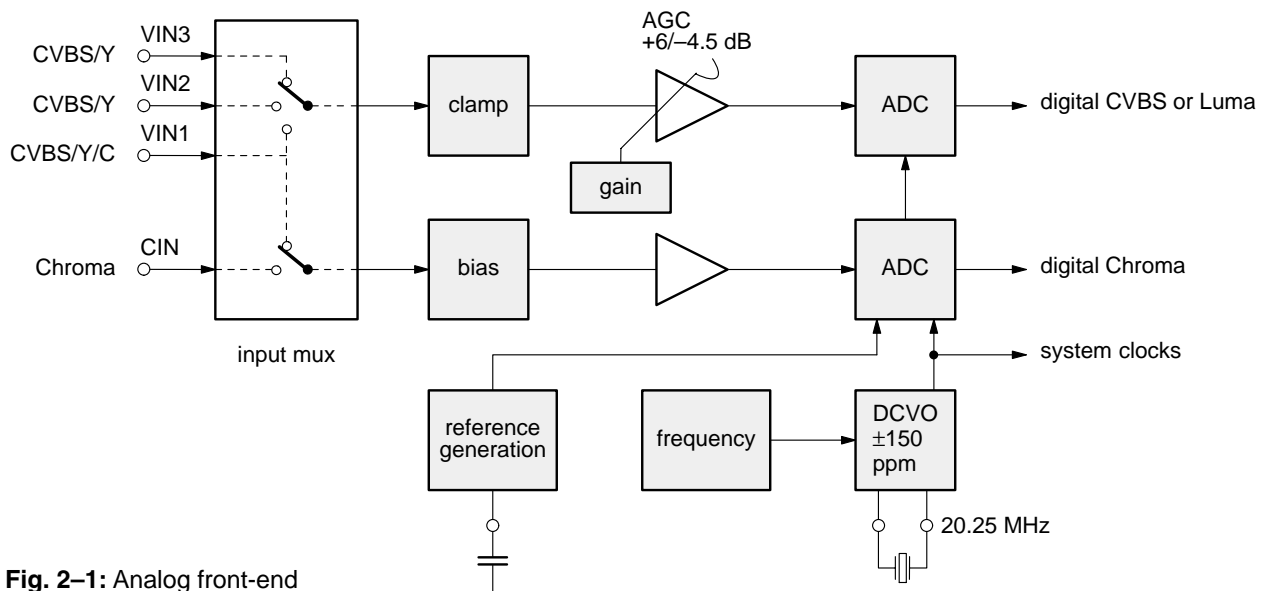 VIN3
CVBS/Y
VIN2
CVBS/Y
VIN1
CVBS/Y/C
CIN
Chroma
input mux
clamp
AGC
+6/–4.5 dB
gain
ADC
digital CVBS or Luma
bias
ADC
digital Chroma
system clocks
reference
generation
frequency
DCVO
±150
ppm
20.25 MHz
Fig. 2–1: Analog front-end